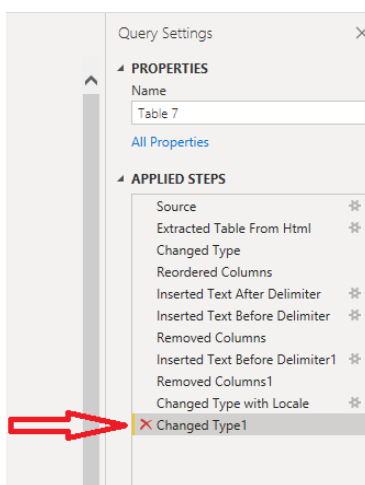 Query Settings
PROPERTIES
Name
Table 7
All Properties
APPLIED STEPS
Source
Extracted Table From Html
Changed Type
Reordered Columns
Inserted Text After Delimiter
Inserted Text Before Delimiter
Removed Columns
Inserted Text Before Delimiter1
Removed Columns1
Changed Type with Locale
Changed Type1